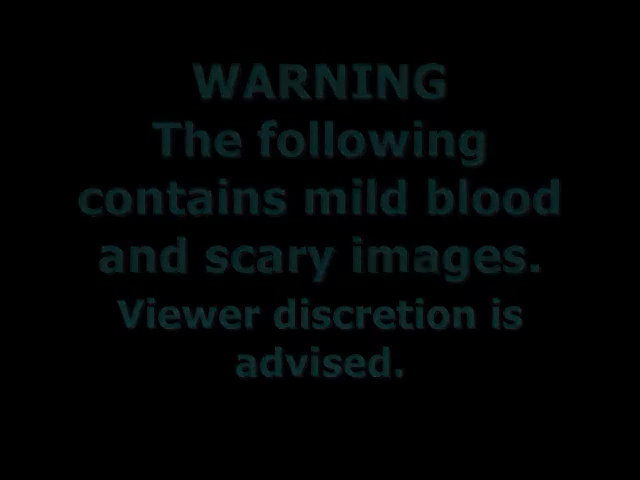 WARNING
The following
contains mild blood
and scary images.
Viewer discretion is
advised.